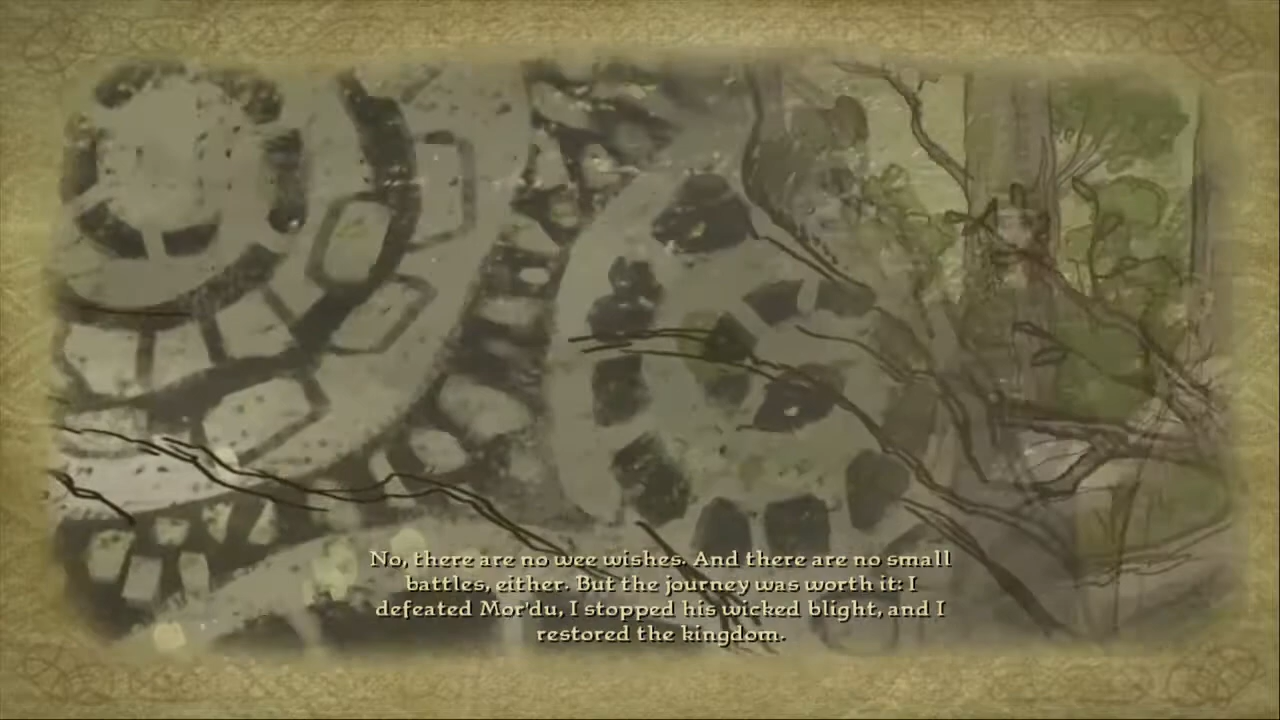 No, there are no wee wishes. And there are no small
battles, either. But the journey was worth it: I
defeated Mor'du, I stopped his wicked blight, and I
restored the kingdom.